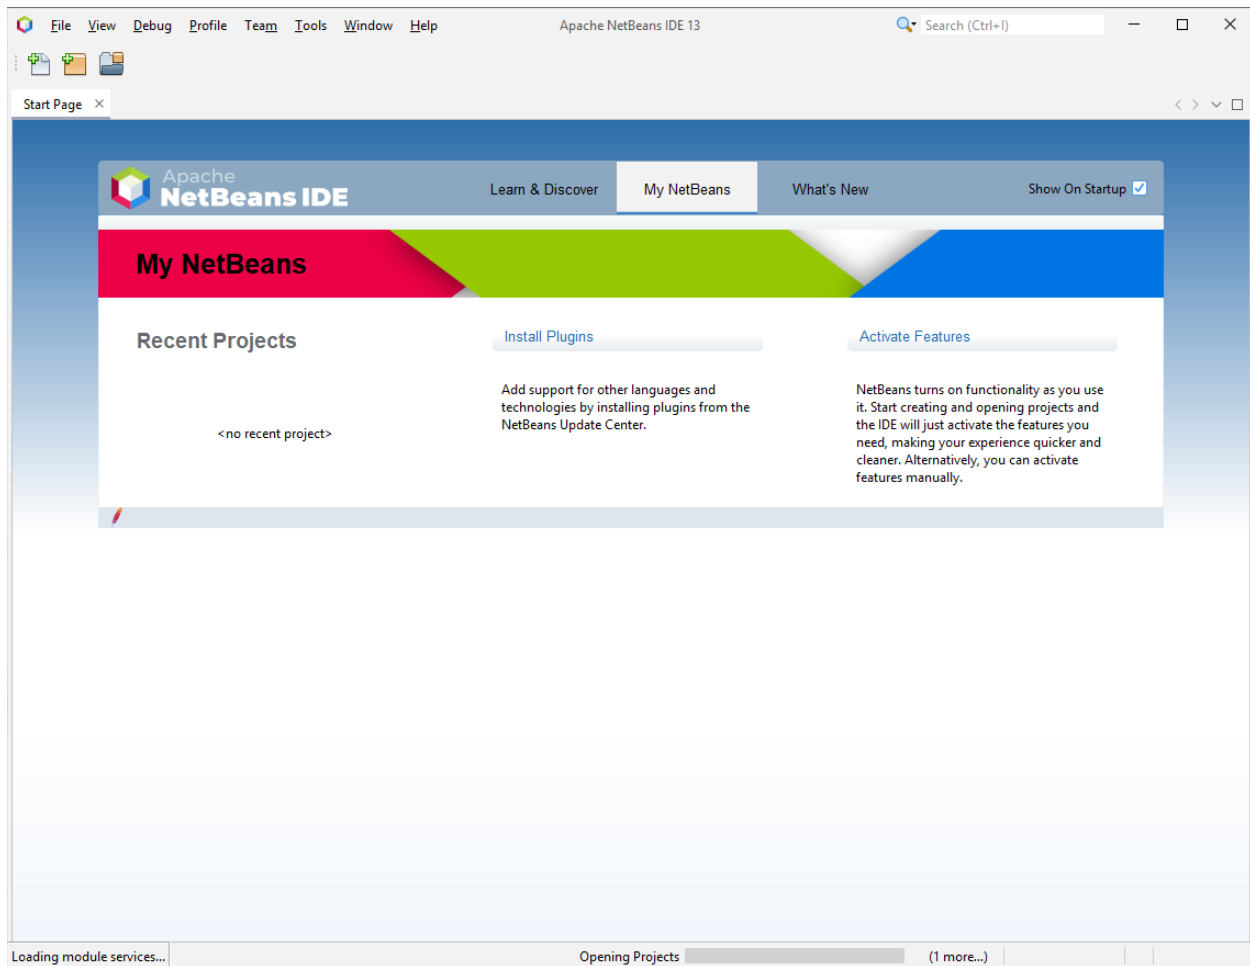 File View Debug Profile Team Tools Window Help Apache NetBeans IDE 13 Search (Ctrl+I)
Start Page
Apache
NetBeans IDE
Learn & Discover My NetBeans What's New Show On Startup
My NetBeans
Recent Projects
<no recent project>
Install Plugins
Add support for other languages and
technologies by installing plugins from the
NetBeans Update Center.
Activate Features
NetBeans turns on functionality as you use
it. Start creating and opening projects and
the IDE will just activate the features you
need, making your experience quicker and
cleaner. Alternatively, you can activate
features manually.
Loading module services... Opening Projects (1 more...)